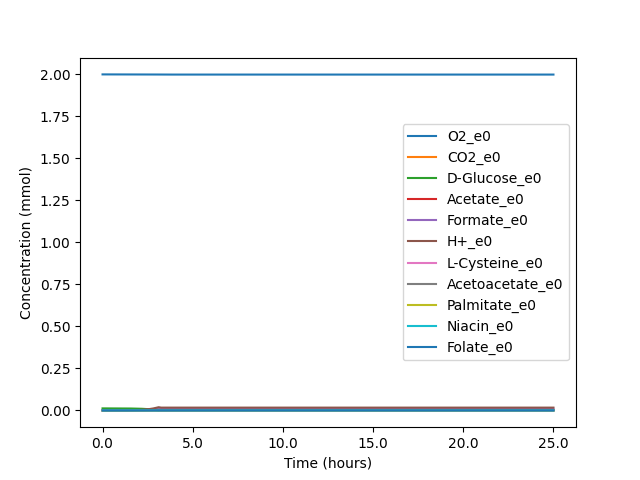 2.00
1.75
1.50
1.25
1.00
0.75
0.50
0.25
0.00
Concentration (mmol)
O2_e0
CO2_e0
D-Glucose_e0
Acetate_e0
Formate_e0
H+_e0
L-Cysteine_e0
Acetoacetate_e0
Palmitate_e0
Niacin_e0
Folate_e0
0.0 5.0 10.0 15.0 20.0 25.0
Time (hours)